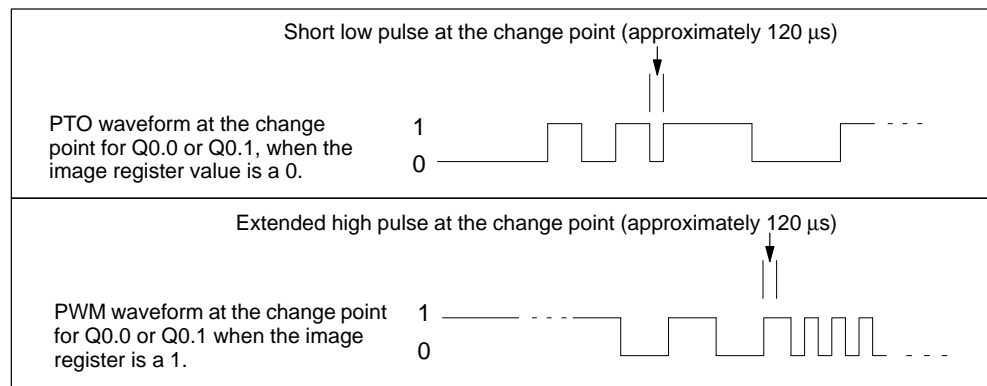 Short low pulse at the change point (approximately 120 μs)
PTO waveform at the change
point for Q0.0 or Q0.1, when the
image register value is a 0.
1
0
Extended high pulse at the change point (approximately 120 μs)
PWM waveform at the change point
for Q0.0 or Q0.1 when the image
register is a 1.
1
0